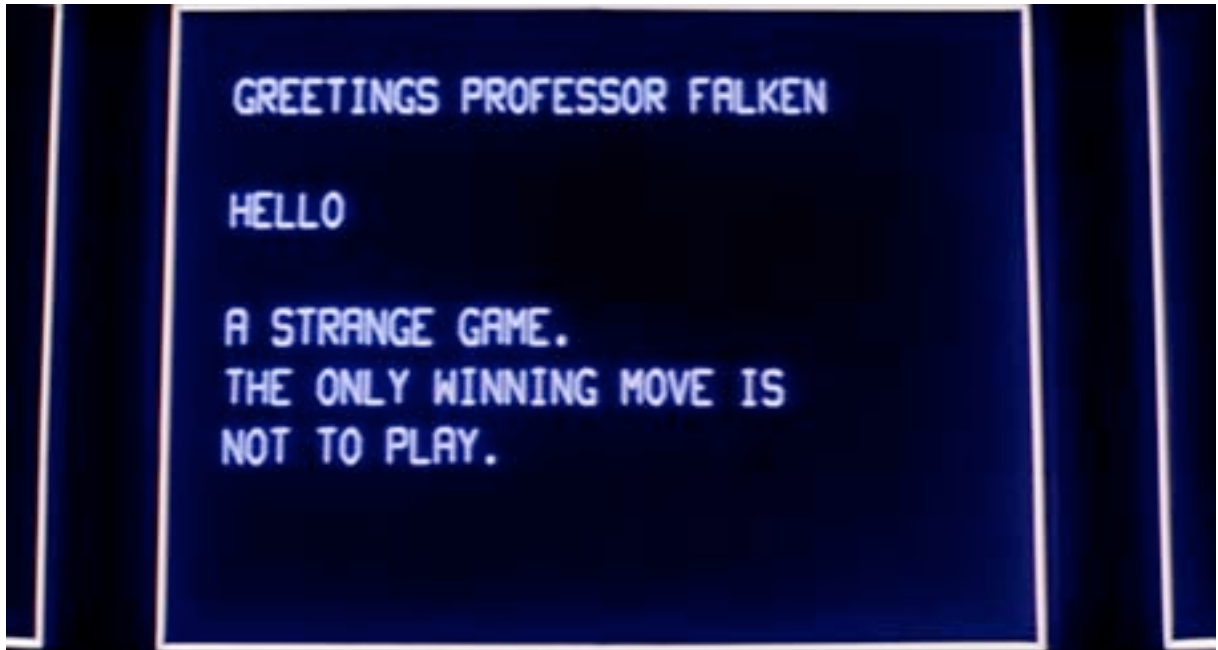 GREETINGS PROFESSOR FALKEN
HELLO
A STRANGE GAME.
THE ONLY WINNING MOVE IS
NOT TO PLAY.